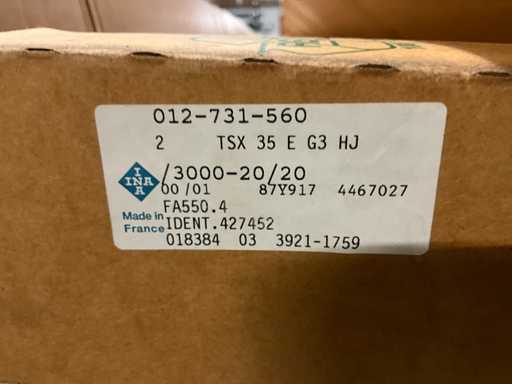 012-731-560
2 TSX 35 E G3 HJ
/3000-20/20
INA
INA
00/01 87Y917 4467027
FA550.4
Made in
France
IDENT.427452
018384 03 3921-1759